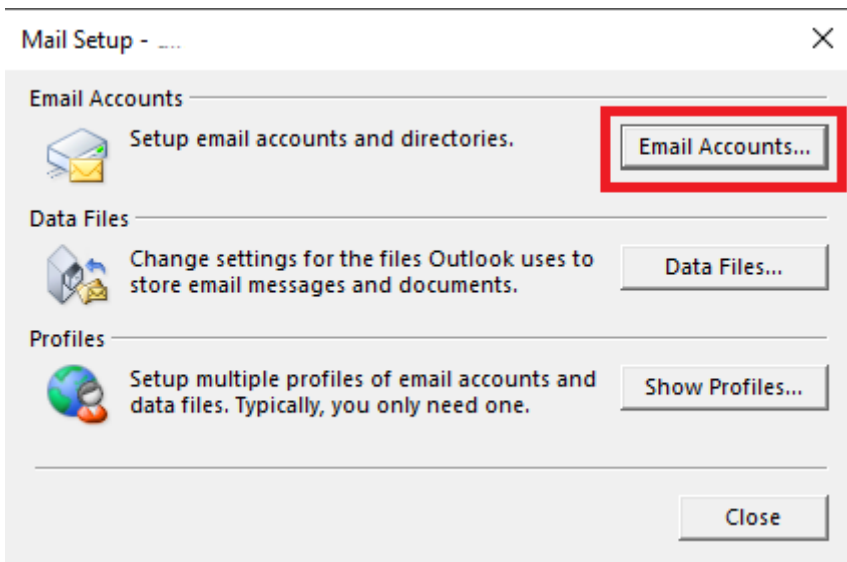 Mail Setup -
Email Accounts
Setup email accounts and directories.
Email Accounts...
Data Files
Change settings for the files Outlook uses to
store email messages and documents.
Data Files...
Profiles
Setup multiple profiles of email accounts and
data files. Typically, you only need one.
Show Profiles...
Close